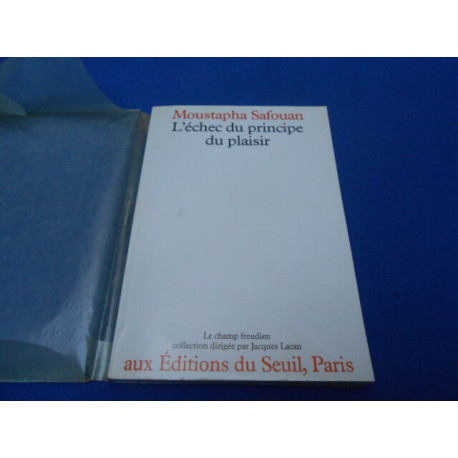 Moustapha Safouan
L'échec du principe
du plaisir
Le champ freudien
collection dirigée par Jacques Lacan
aux Éditions du Seuil, Paris